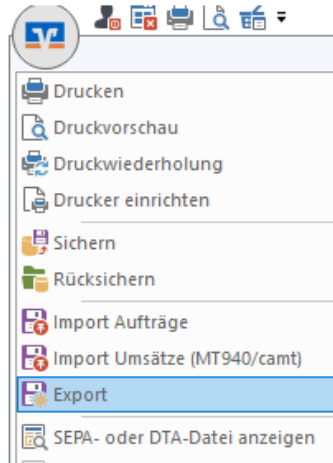 Drucken
Druckvorschau
Druckwiederholung
Drucker einrichten
Sichern
Rücksichern
Import Aufträge
Import Umsätze (MT940/camt)
Export
SEPA- oder DTA-Datei anzeigen